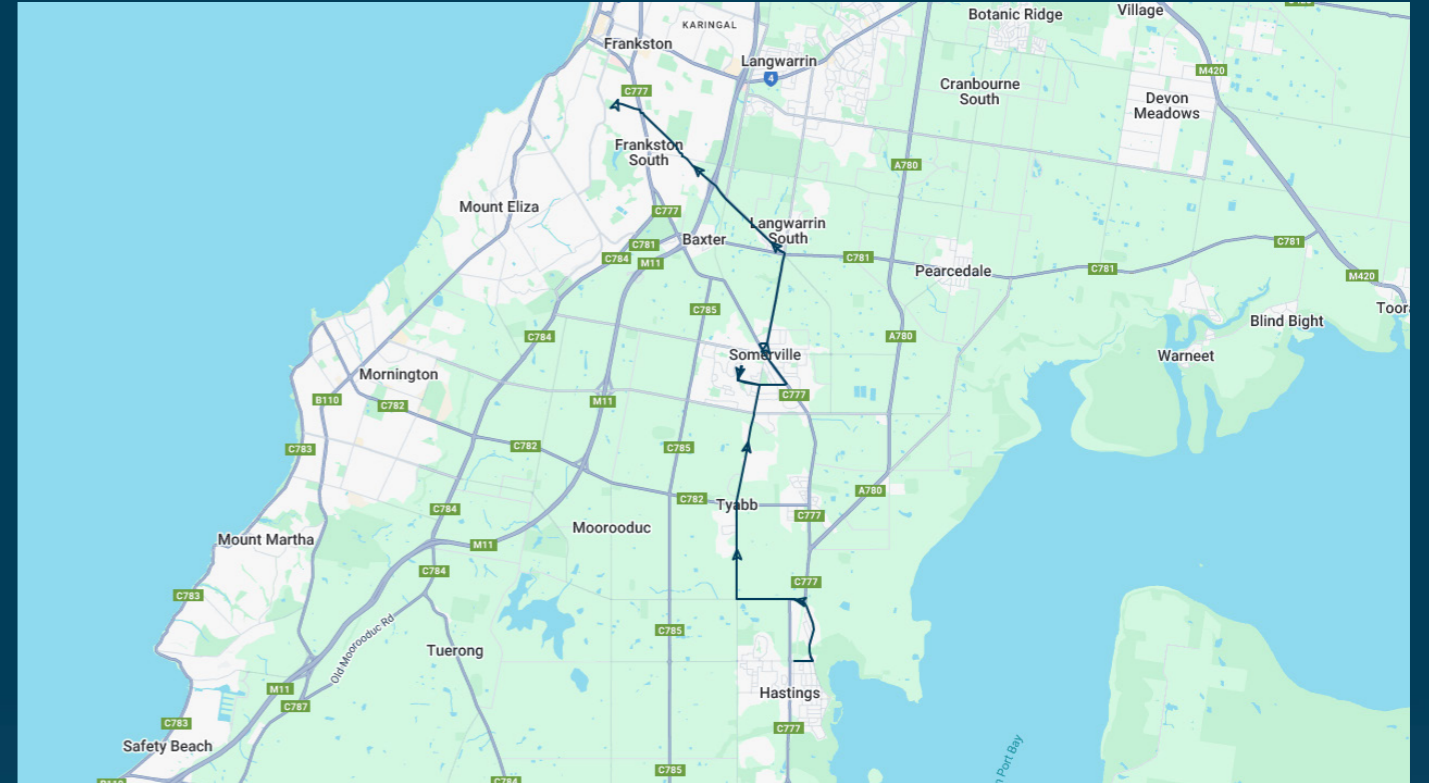 KARINGAL
Botanic Ridge
Village
Frankston
Langwarrin
4
M420
C777
Cranbourne
South
Devon
Meadows
Frankston
South
A780
Mount Eliza
C777
Langwarrin
South
Baxter
C781
C784
M11
C781
C781
C781
Pearcedale
M420
C785
Toor
Blind Bight
C784
A780
Somerville
Warneet
Mornington
C777
B110
C782
M11
C783
C782
C785
A780
C782
Tyabb
C784
C777
Moorooduc
Mount Martha
M11
C784
C777
C783
Old Moorooduc Rd
C785
Tuerong
M11
Hastings
C787
C783
C777
Safety Beach
Port Bay
C785
C784